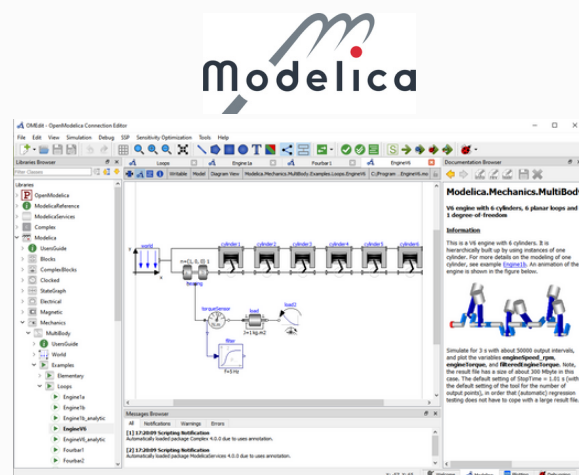 Modelica
OMEdit - OpenModelica Connection Editor
File Edit View Simulation Debug SSP Sensitivity Optimization Tools Help
Libraries Browser
Loops
Engine1a
Fourbar1
EngineV6
Documentation Browser
Filter Classes
Writable Model Diagram View Modelica.Mechanics.MultiBody.Examples.Loops.EngineV6
Libraries
OpenModelica
ModelicaReference
ModelicaServices
Complex
Modelica
UsersGuide
Blocks
ComplexBlocks
Clocked
StateGraph
Electrical
Magnetic
Mechanics
MultiBody
UsersGuide
World
Examples
Elementary
Loops
Engine1a
Engine1b
Engine1b_analytic
EngineV6
EngineV6_analytic
Fourbar1
Fourbar2
world
cylinder1 cylinder2 cylinder3 cylinder4 cylinder5 cylinder6
n={1, 0, 0}
bearing
torqueSensor
load
load2
J=1 kg.m2
filter
f=5 Hz
Modelica.Mechanics.MultiBody
V6 engine with 6 cylinders, 6 planar loops and
1 degree-of-freedom
Information
This is a V6 engine with 6 cylinders. It is
hierarchically built up by using instances of one
cylinder. For more details on the modeling of one
cylinder, see example Engine1b. An animation of the
engine is shown in the figure below.
Simulate for 3 s with about 50000 output intervals,
and plot the variables engineSpeed_rpm,
engineTorque, and filteredEngineTorque. Note,
the result file has a size of about 300 Mbyte in this
case. The default setting of StopTime = 1.01 s (with
the default setting of the tool for the number of
output points), in order that (automatic) regression
testing does not have to cope with a large result file.
Messages Browser
All Notifications Warnings Errors
[1] 17:20:09 Scripting Notification
Automatically loaded package Complex 4.0.0 due to uses annotation.
[2] 17:20:09 Scripting Notification
Automatically loaded package ModelicaServices 4.0.0 due to uses annotation.